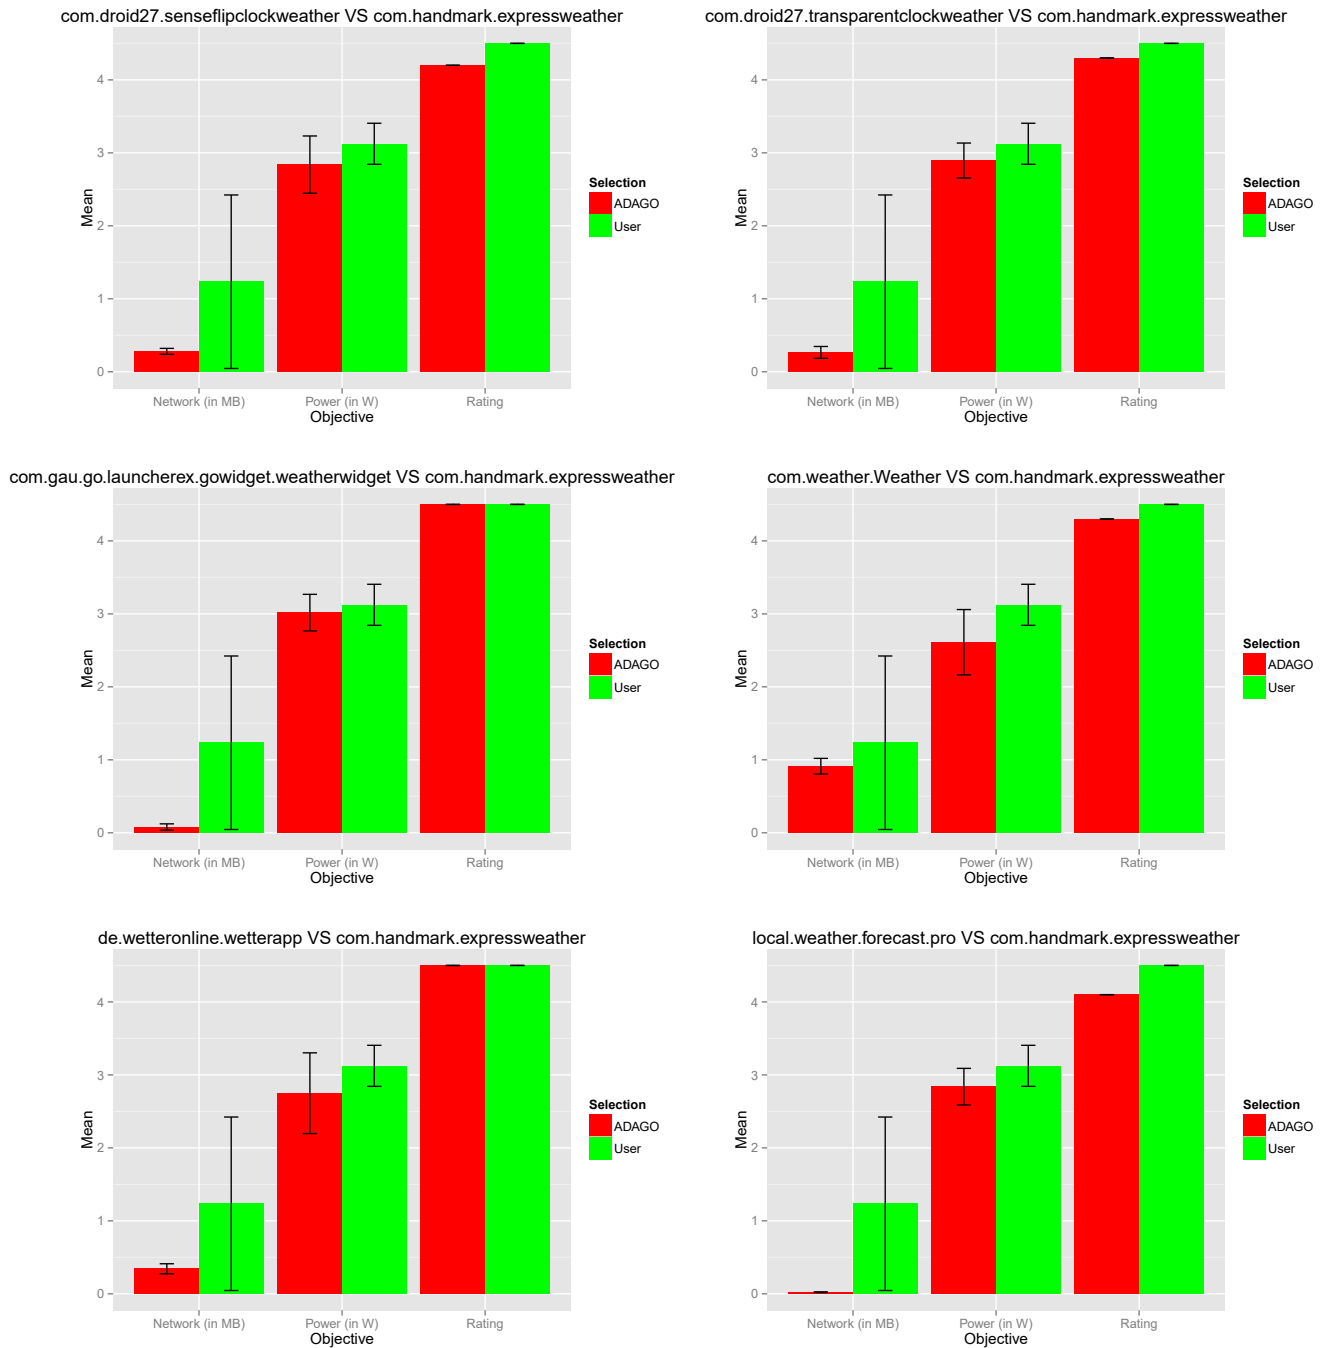 com.droid27.senseflipclockweather VS com.handmark.expressweather
Mean
4
3
2
1
0
Network (in MB) Power (in W) Rating
Objective
Selection
ADAGO
User
com.droid27.transparentclockweather VS com.handmark.expressweather
Mean
4
3
2
1
0
Network (in MB) Power (in W) Rating
Objective
Selection
ADAGO
User
com.gau.go.launcherex.gowidget.weatherwidget VS com.handmark.expressweather
Mean
4
3
2
1
0
Network (in MB) Power (in W) Rating
Objective
Selection
ADAGO
User
com.weather.Weather VS com.handmark.expressweather
Mean
4
3
2
1
0
Network (in MB) Power (in W) Rating
Objective
Selection
ADAGO
User
de.wetteronline.wetterapp VS com.handmark.expressweather
Mean
4
3
2
1
0
Network (in MB) Power (in W) Rating
Objective
Selection
ADAGO
User
local.weather.forecast.pro VS com.handmark.expressweather
Mean
4
3
2
1
0
Network (in MB) Power (in W) Rating
Objective
Selection
ADAGO
User